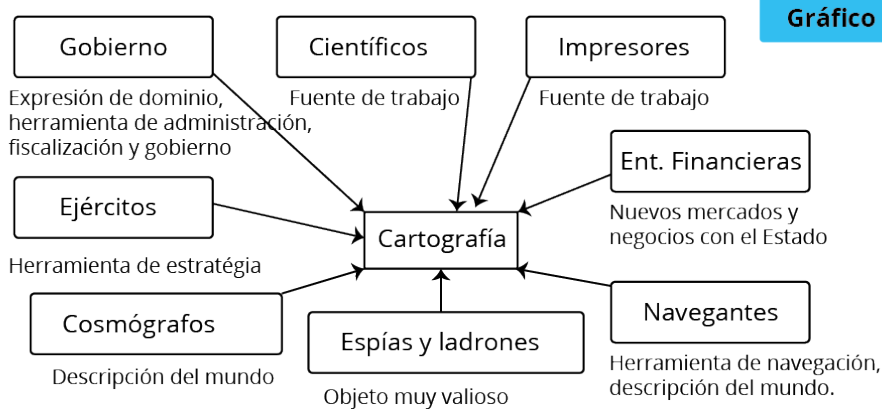 Gráfico
Gobierno
Expresión de dominio,
herramienta de administración,
fiscalización y gobierno
Científicos
Fuente de trabajo
Impresores
Fuente de trabajo
Ent. Financieras
Nuevos mercados y
negocios con el Estado
Ejércitos
Herramienta de estratégia
Cartografía
Cosmógrafos
Descripción del mundo
Espías y ladrones
Objeto muy valioso
Navegantes
Herramienta de navegación,
descripción del mundo.